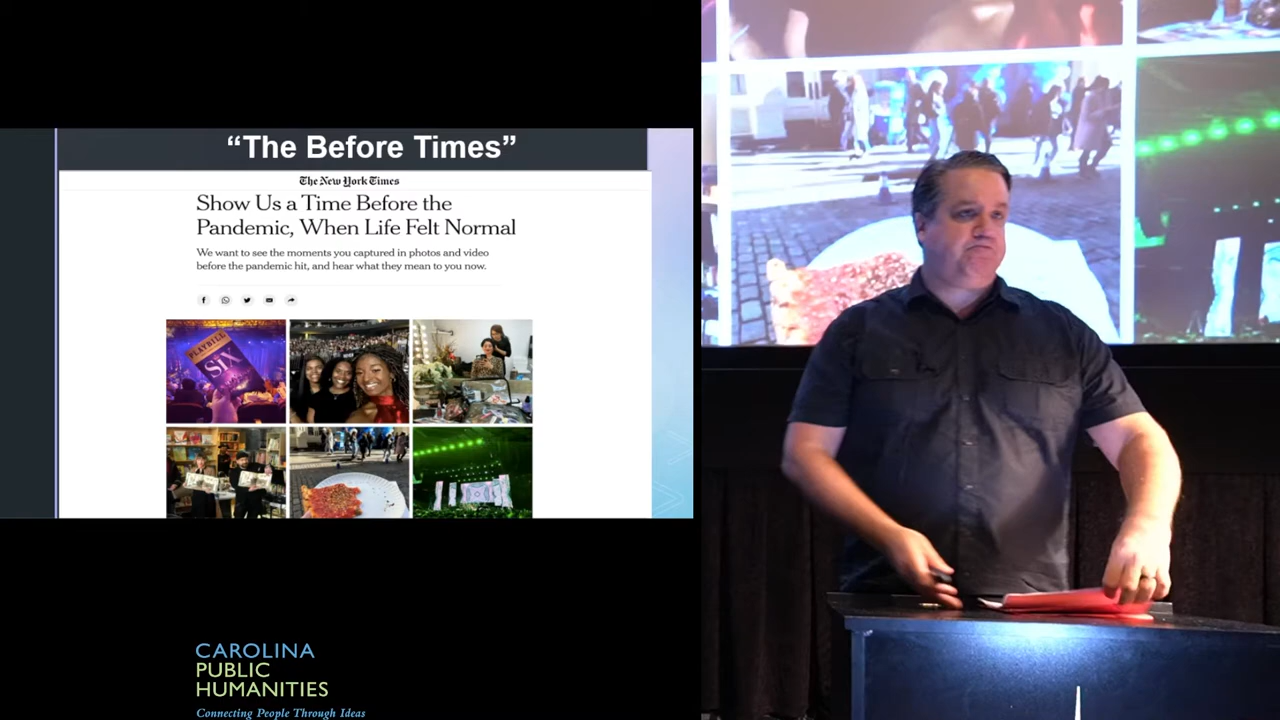 “The Before Times”
The New York Times
Show Us a Time Before the
Pandemic, When Life Felt Normal
We want to see the moments you captured in photos and video
before the pandemic hit, and hear what they mean to you now.
PLAYBILL
SIX
CAROLINA
PUBLIC
HUMANITIES
Connecting People Through Ideas